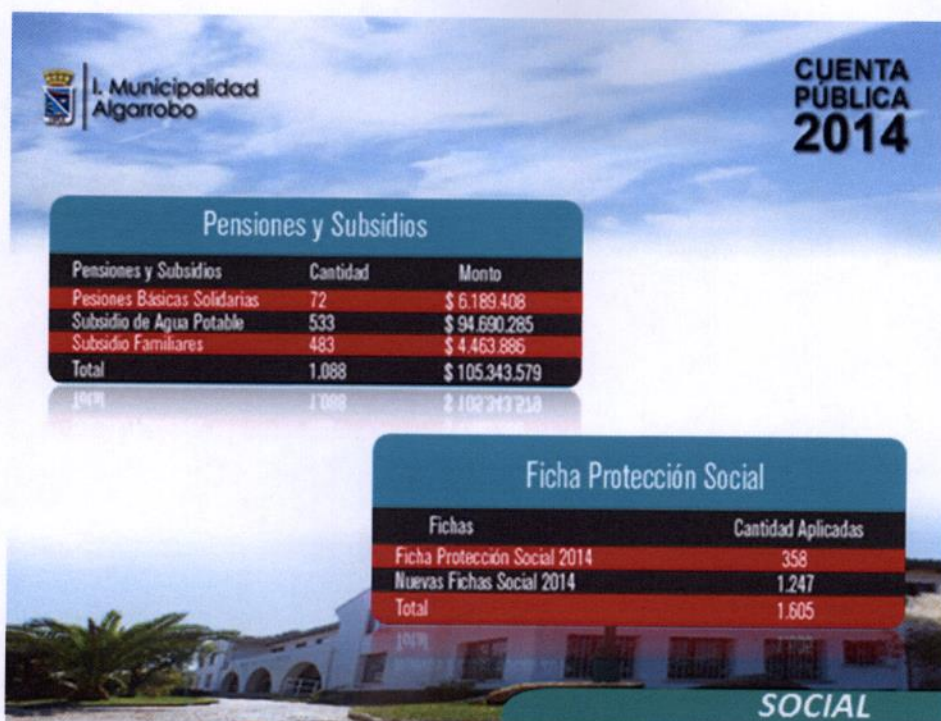 I. Municipalidad
Algarrobo
CUENTA
PÚBLICA
2014
Pensiones y Subsidios
Pensiones y Subsidios Cantidad Monto
Pesiones Básicas Solidarias 72 $ 6.189.408
Subsidio de Agua Potable 533 $ 94.690.285
Subsidio Familiares 483 $ 4.463.886
Total 1.088 $ 105.343.579
Ficha Protección Social
Fichas Cantidad Aplicadas
Ficha Protección Social 2014 358
Nuevas Fichas Social 2014 1.247
Total 1.605
SOCIAL